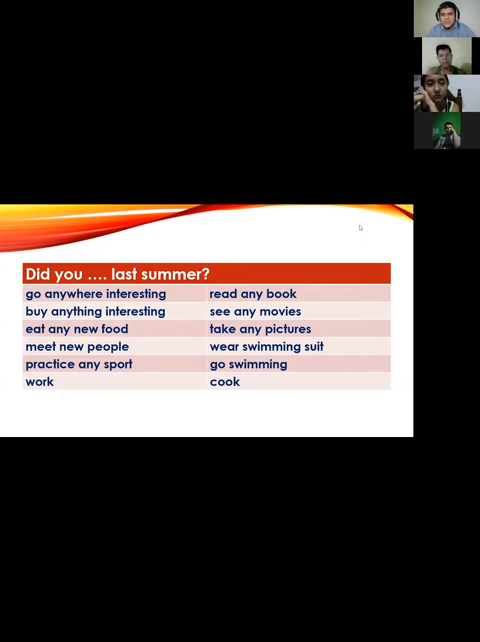 Did you .... last summer?
go anywhere interesting read any book
buy anything interesting see any movies
eat any new food take any pictures
meet new people wear swimming suit
practice any sport go swimming
work cook